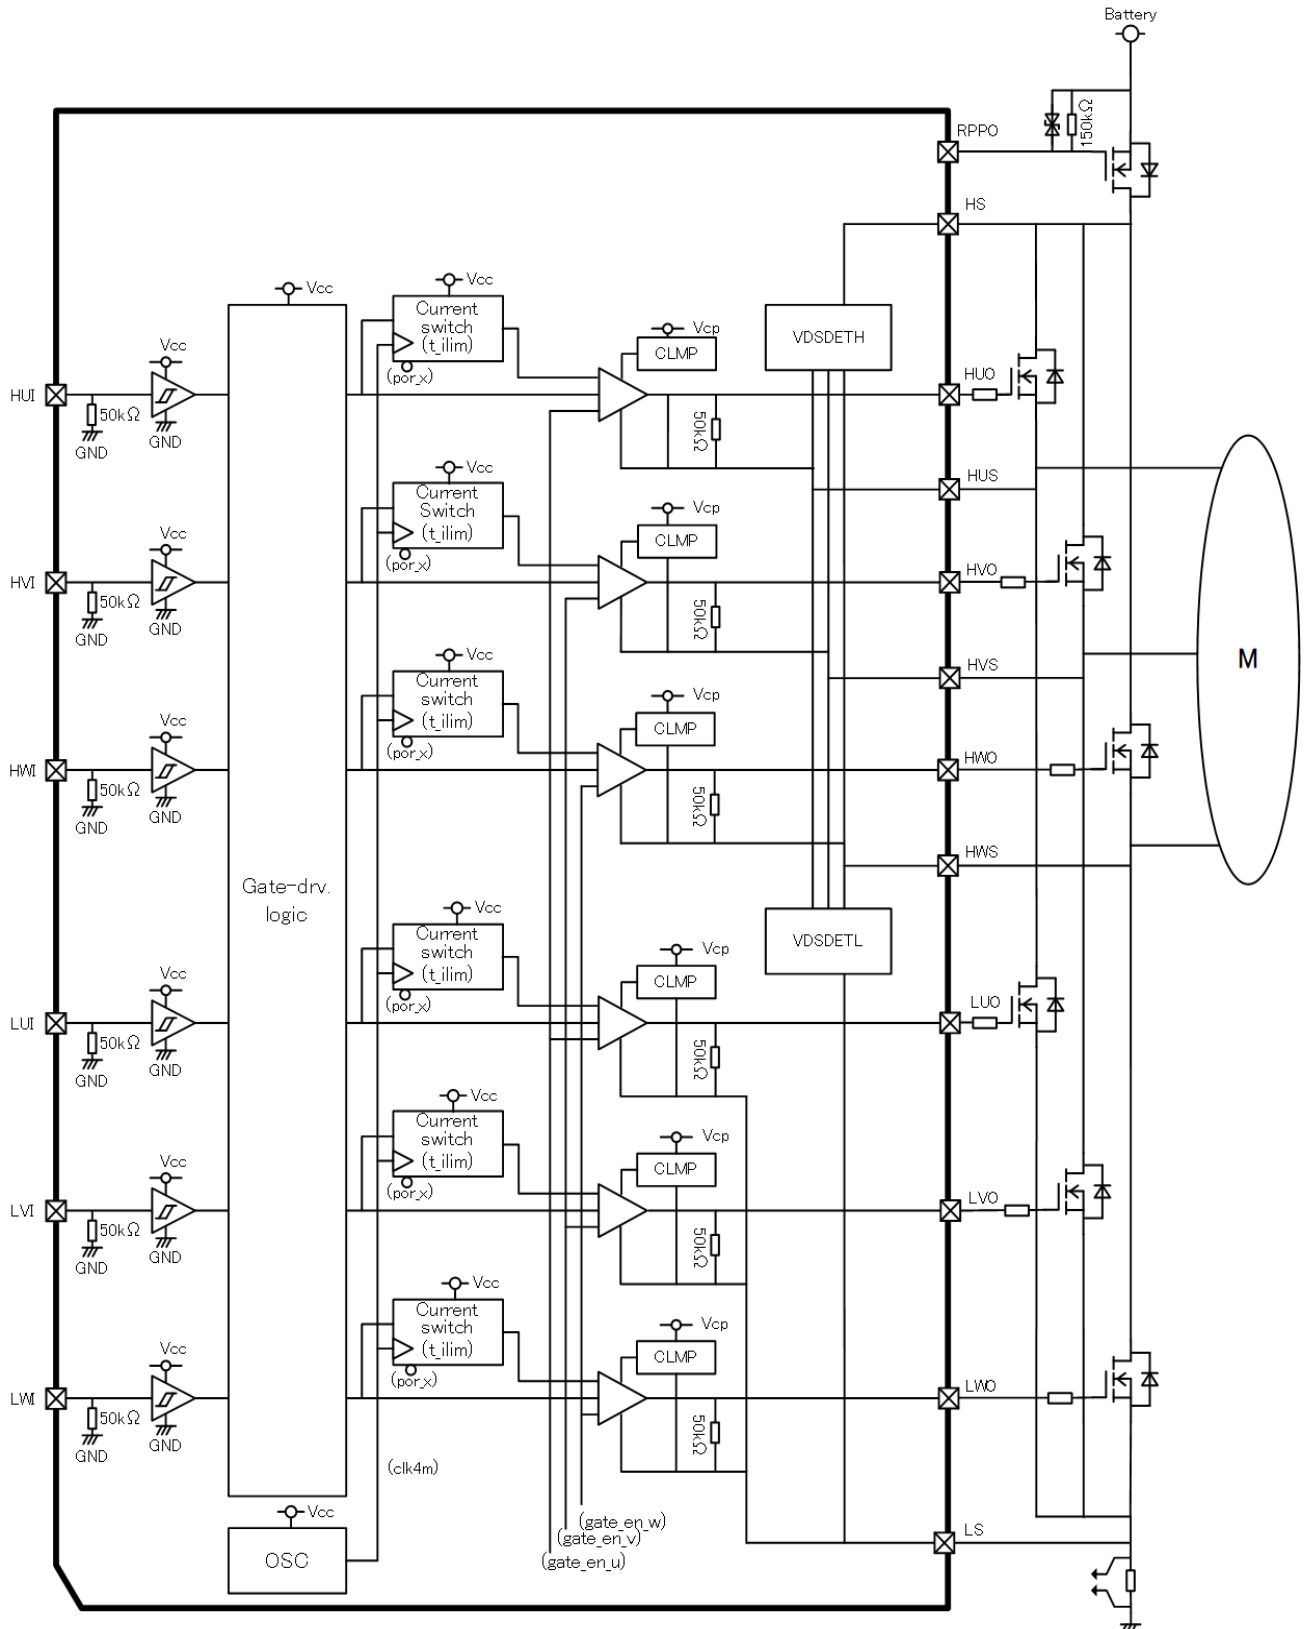 Battery
RPPO
150kΩ
HS
Vcc
Vcc
Current
switch
(t_ilim)
(por_x)
Vcp
CLMP
VDSDETH
Vcc
HUI
50kΩ
GND
GND
50kΩ
HUO
Vcc
Current
Switch
(t_ilim)
(por_x)
Vcp
CLMP
HUS
Vcc
HVI
50kΩ
GND
GND
50kΩ
HVO
Vcc
Current
switch
(t_ilim)
(por_x)
Vcp
CLMP
HVS
M
Vcc
HWI
50kΩ
GND
GND
50kΩ
HWO
HWS
Gate-drv.
logic
Vcc
Current
switch
(t_ilim)
(por_x)
Vcp
CLMP
VDSDETL
Vcc
LUI
50kΩ
GND
GND
50kΩ
LUO
Vcc
Current
switch
(t_ilim)
(por_x)
Vcp
CLMP
Vcc
LVI
50kΩ
GND
GND
50kΩ
LVO
Vcc
Current
switch
(t_ilim)
(por_x)
Vcp
CLMP
Vcc
LWI
50kΩ
GND
GND
50kΩ
LWO
(clk4m)
Vcc
OSC
(gate_en_w)
(gate_en_v)
(gate_en_u)
LS